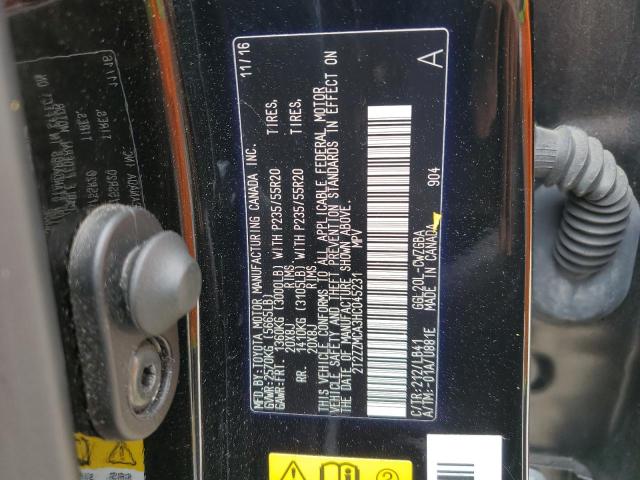 MFD.BY:TOYOTA MOTOR MANUFACTURING CANADA INC. 11/16
GVWR:2570KG (5665LB)
GAWR:FRT. 1360KG (3000LB) WITH P235/55R20 TIRES,
20X8J RIMS
RR. 1410KG (3105LB) WITH P235/55R20 TIRES,
20X8J RIMS
THIS VEHICLE CONFORMS TO ALL APPLICABLE FEDERAL MOTOR
VEHICLE SAFETY AND THEFT PREVENTION STANDARDS IN EFFECT ON
THE DATE OF MANUFACTURE SHOWN ABOVE.
2T2ZZMCA3HC045231 MPV
A
C/TR:212/LB41 GGL20L-CWZGBA
A/TM:-01A/U881E MADE IN CANADA 904